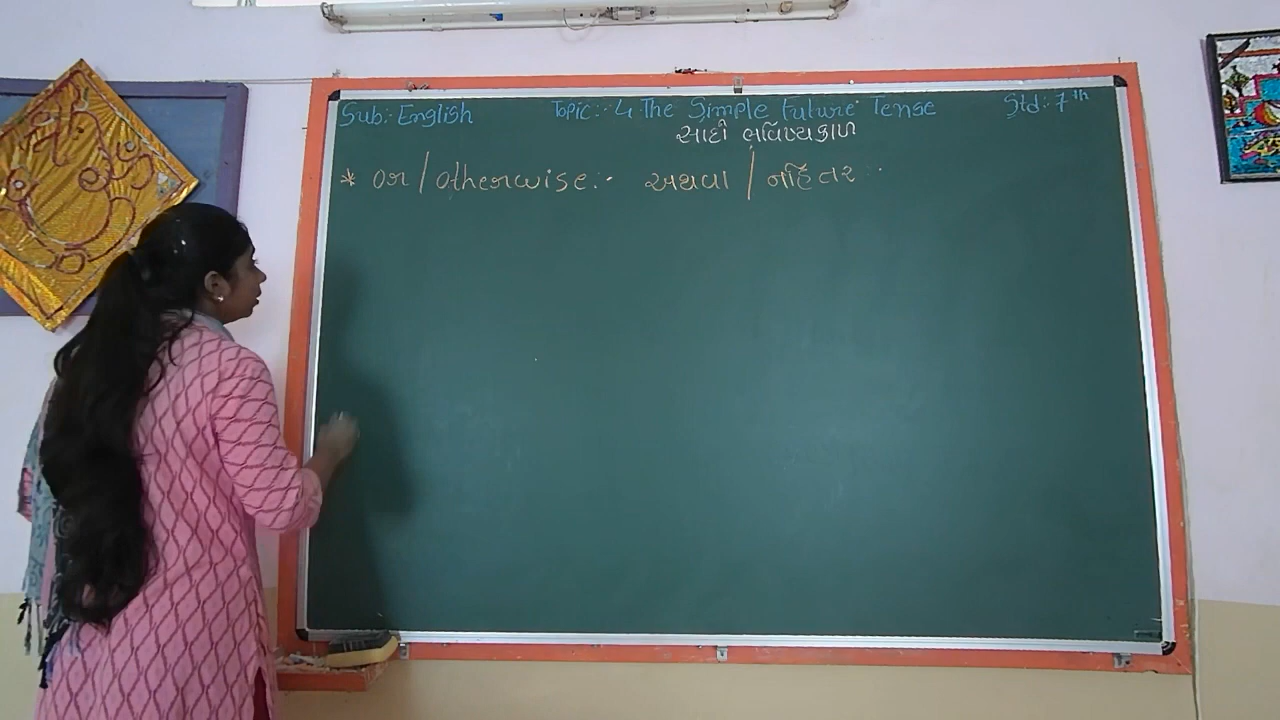 Sub:- English Topic:- 4 The Simple Future Tense Std:- 7th
સાદો ભવિષ્યકાળ
* or / otherwise:- અથવા / નહિંતર :-